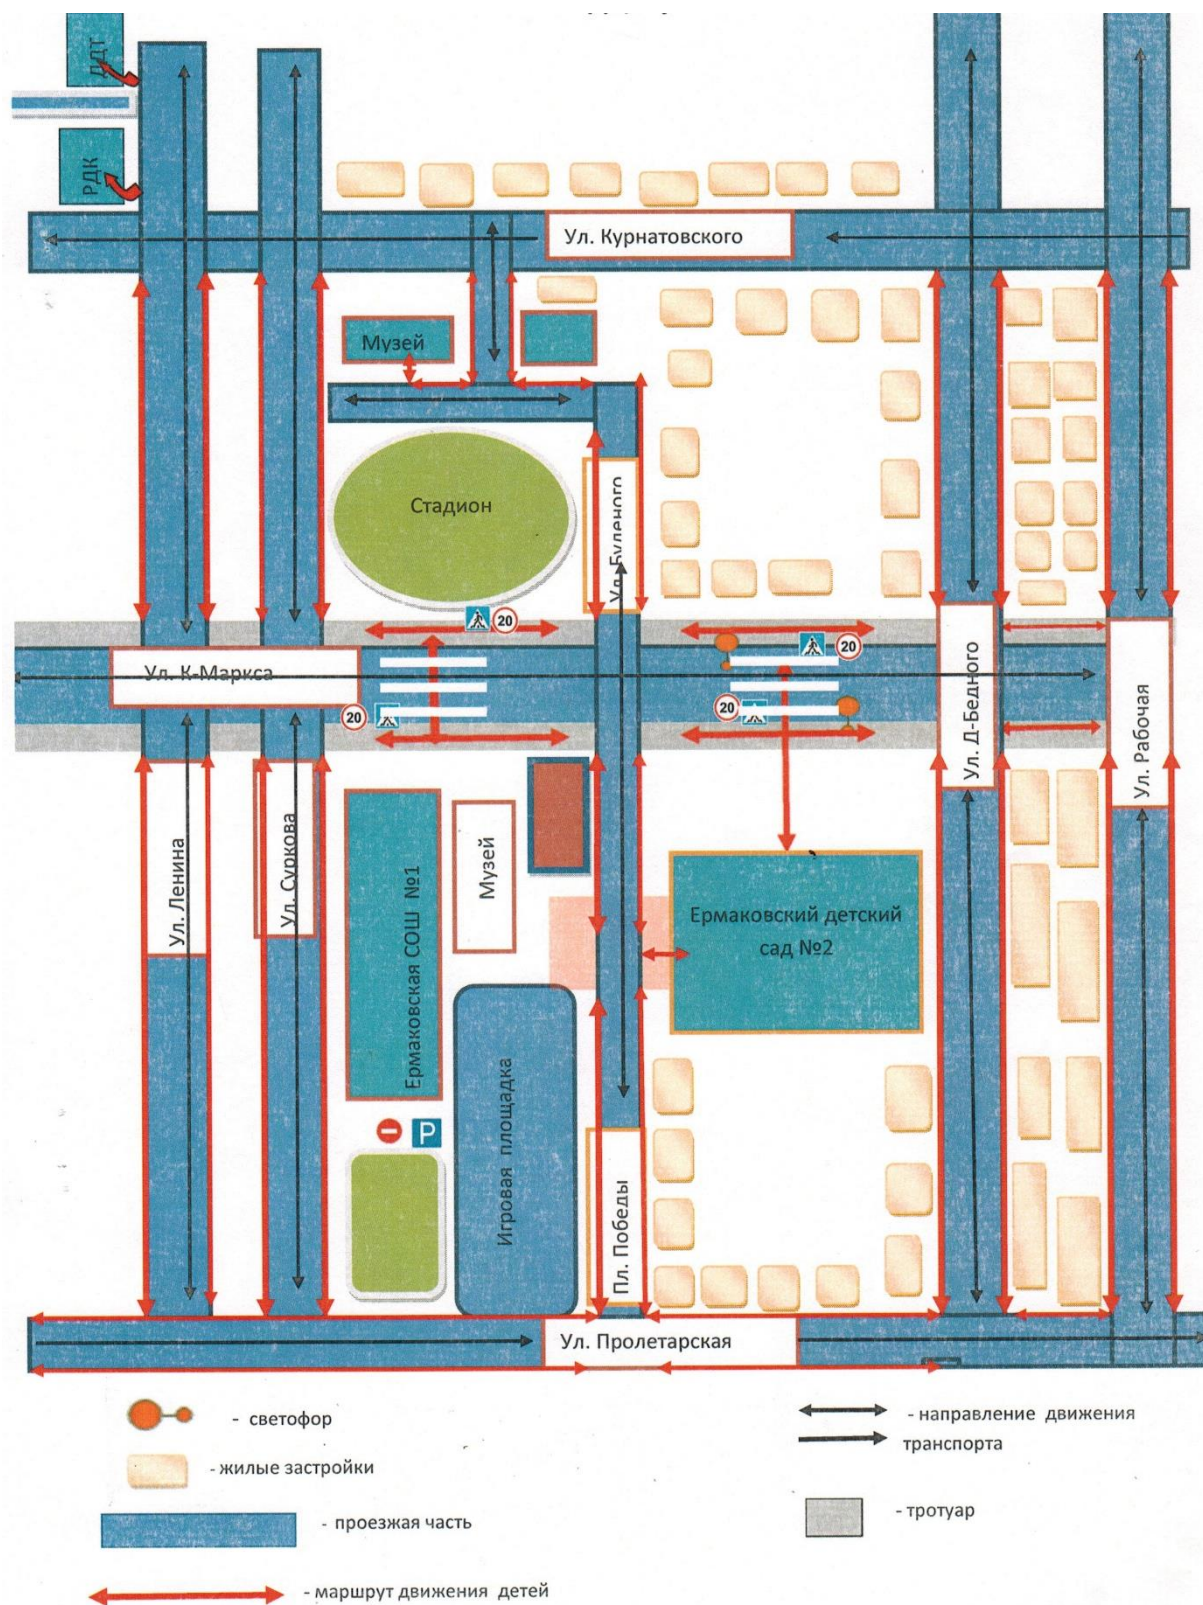 ДДТ
РДК
Ул. Курнатовского
Музей
Стадион
Ул. Буденого
20
20
Ул. К-Маркса
20
20
Ул. Д-Бедного
Ул. Рабочая
Ул. Ленина
Ул. Суркова
Ермаковская СОШ №1
Музей
Ермаковский детский
сад №2
P
Игровая площадка
Пл. Победы
Ул. Пролетарская
- светофор
- жилые застройки
- проезжая часть
- маршрут движения детей
- направление движения
транспорта
- тротуар